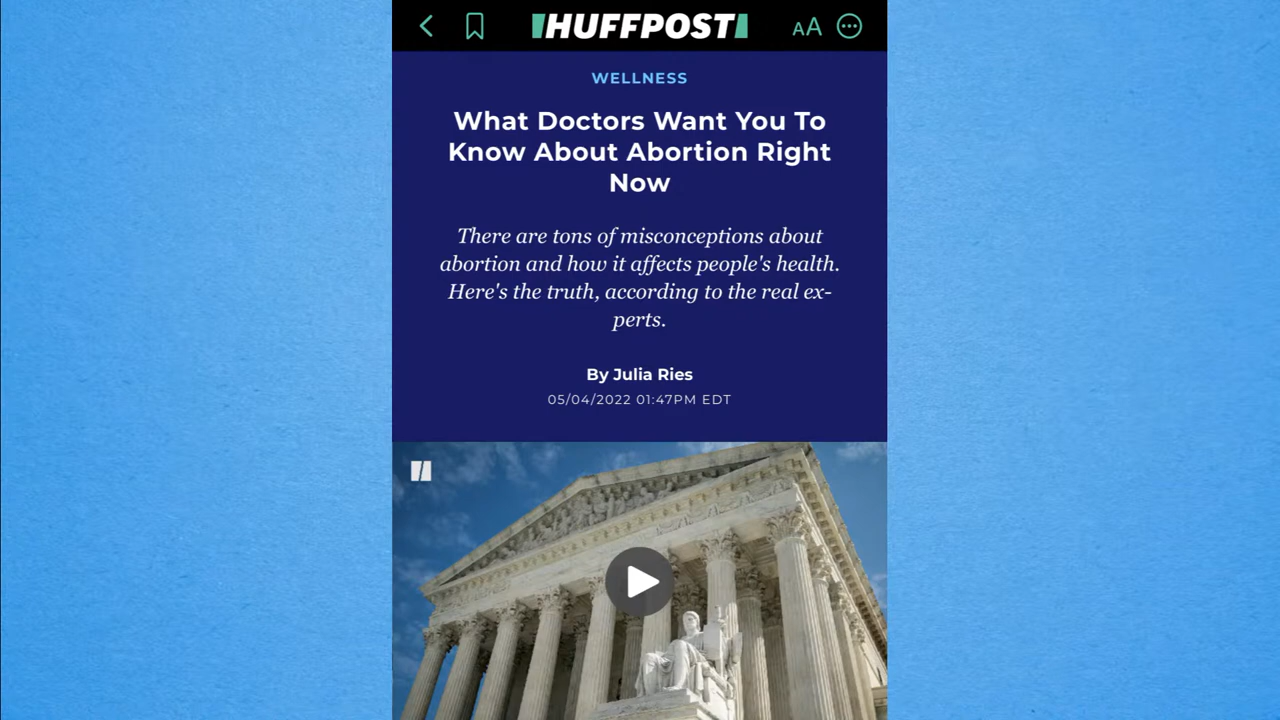 HUFFPOST
AA
WELLNESS
What Doctors Want You To
Know About Abortion Right
Now
There are tons of misconceptions about
abortion and how it affects people's health.
Here's the truth, according to the real ex-
perts.
By Julia Ries
05/04/2022 01:47PM EDT